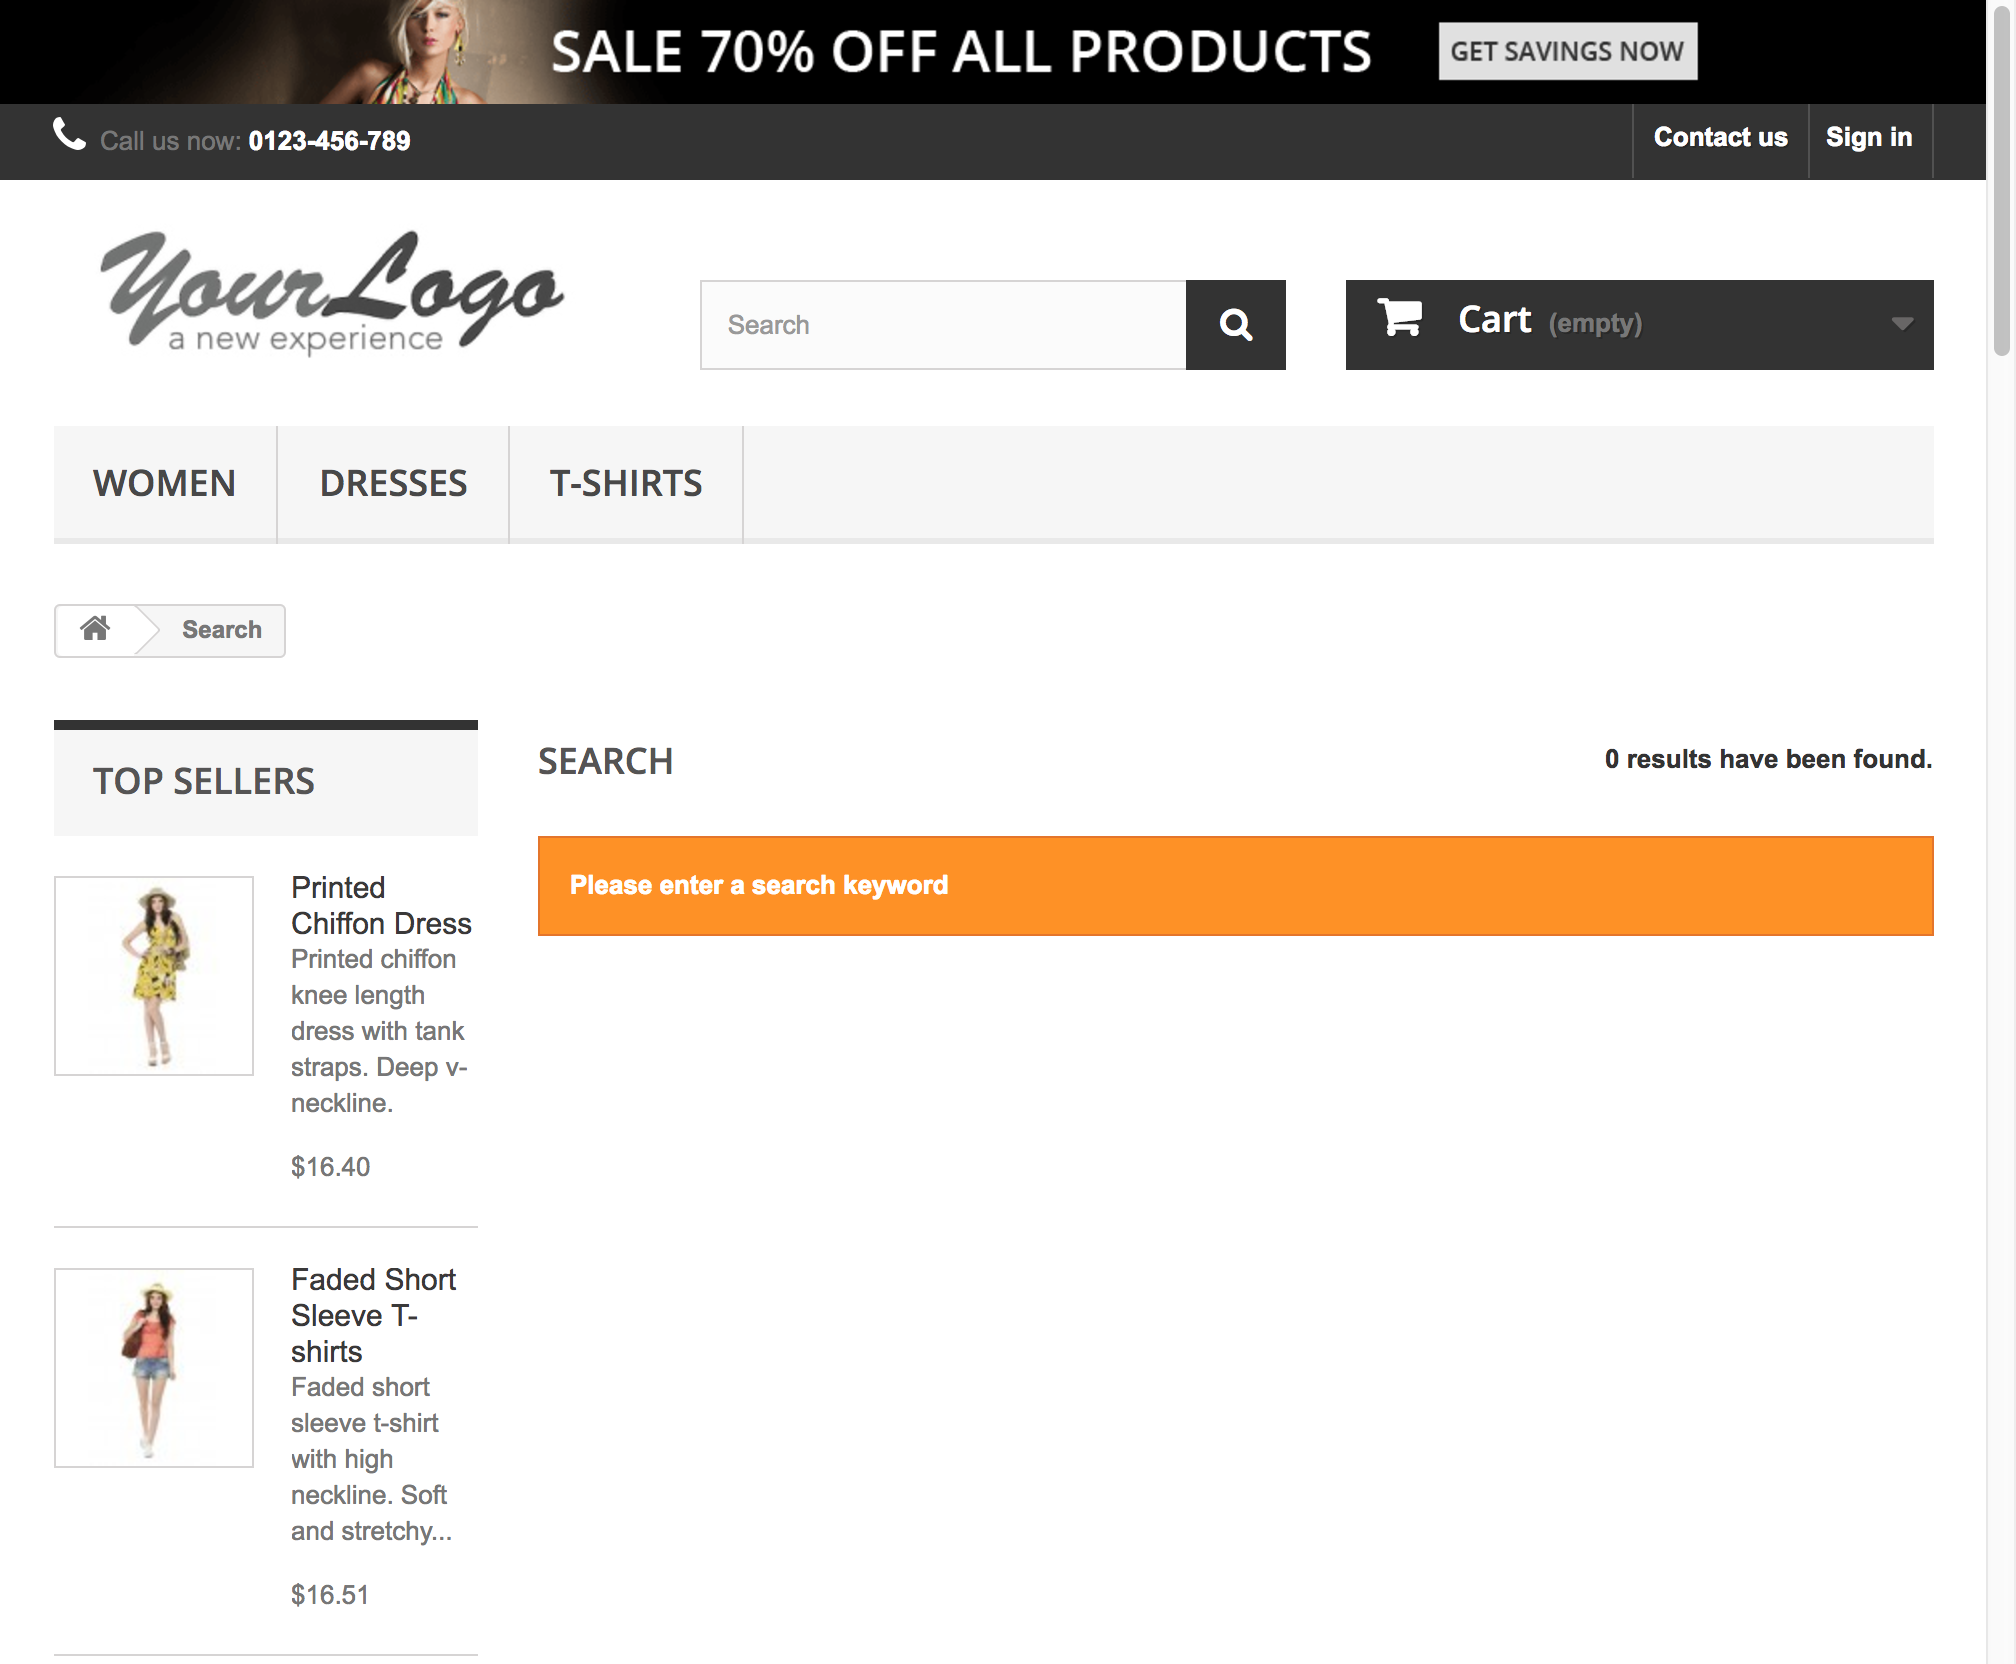 SALE 70% OFF ALL PRODUCTS GET SAVINGS NOW
Call us now: 0123-456-789 Contact us Sign in
YourLogo
a new experience
Search Cart (empty)
WOMEN DRESSES T-SHIRTS
Search
TOP SELLERS
Printed
Chiffon Dress
Printed chiffon
knee length
dress with tank
straps. Deep v-
neckline.
$16.40
Faded Short
Sleeve T-
shirts
Faded short
sleeve t-shirt
with high
neckline. Soft
and stretchy...
$16.51
SEARCH 0 results have been found.
Please enter a search keyword